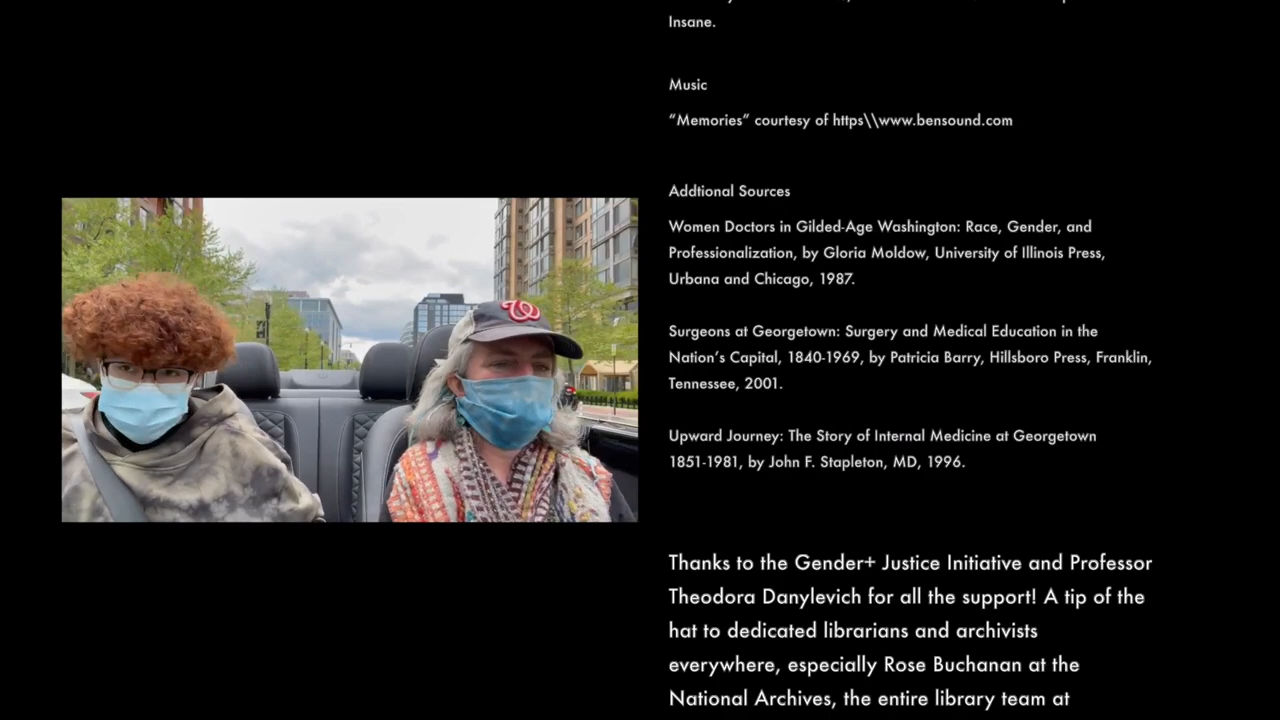 Insane.
Music
“Memories” courtesy of https\\www.bensound.com
Addtional Sources
Women Doctors in Gilded-Age Washington: Race, Gender, and
Professionalization, by Gloria Moldow, University of Illinois Press,
Urbana and Chicago, 1987.
Surgeons at Georgetown: Surgery and Medical Education in the
Nation’s Capital, 1840-1969, by Patricia Barry, Hillsboro Press, Franklin,
Tennessee, 2001.
Upward Journey: The Story of Internal Medicine at Georgetown
1851-1981, by John F. Stapleton, MD, 1996.
Thanks to the Gender+ Justice Initiative and Professor
Theodora Danylevich for all the support! A tip of the
hat to dedicated librarians and archivists
everywhere, especially Rose Buchanan at the
National Archives, the entire library team at
W